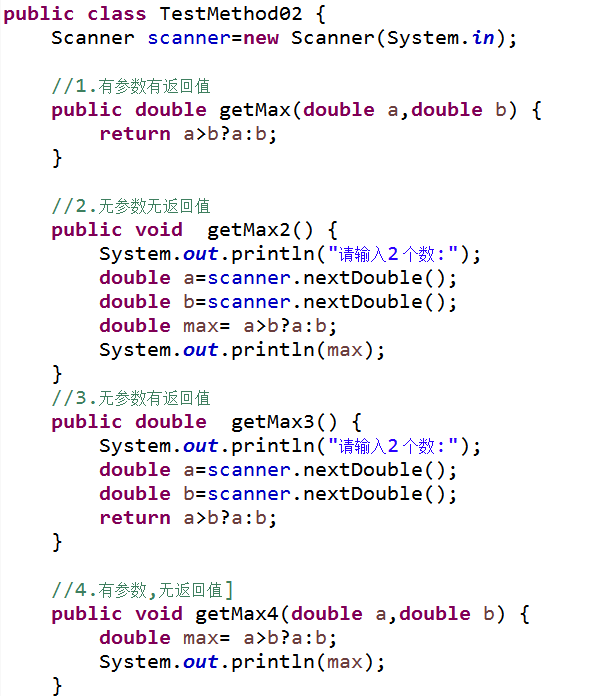 public class TestMethod02 {
    Scanner scanner=new Scanner(System.in);

    //1.有参数有返回值
    public double getMax(double a,double b) {
        return a>b?a:b;
    }

    //2.无参数无返回值
    public void  getMax2() {
        System.out.println("请输入2个数:");
        double a=scanner.nextDouble();
        double b=scanner.nextDouble();
        double max= a>b?a:b;
        System.out.println(max);
    }
    //3.无参数有返回值
    public double  getMax3() {
        System.out.println("请输入2个数:");
        double a=scanner.nextDouble();
        double b=scanner.nextDouble();
        return a>b?a:b;
    }

    //4.有参数,无返回值]
    public void getMax4(double a,double b) {
        double max= a>b?a:b;
        System.out.println(max);
    }